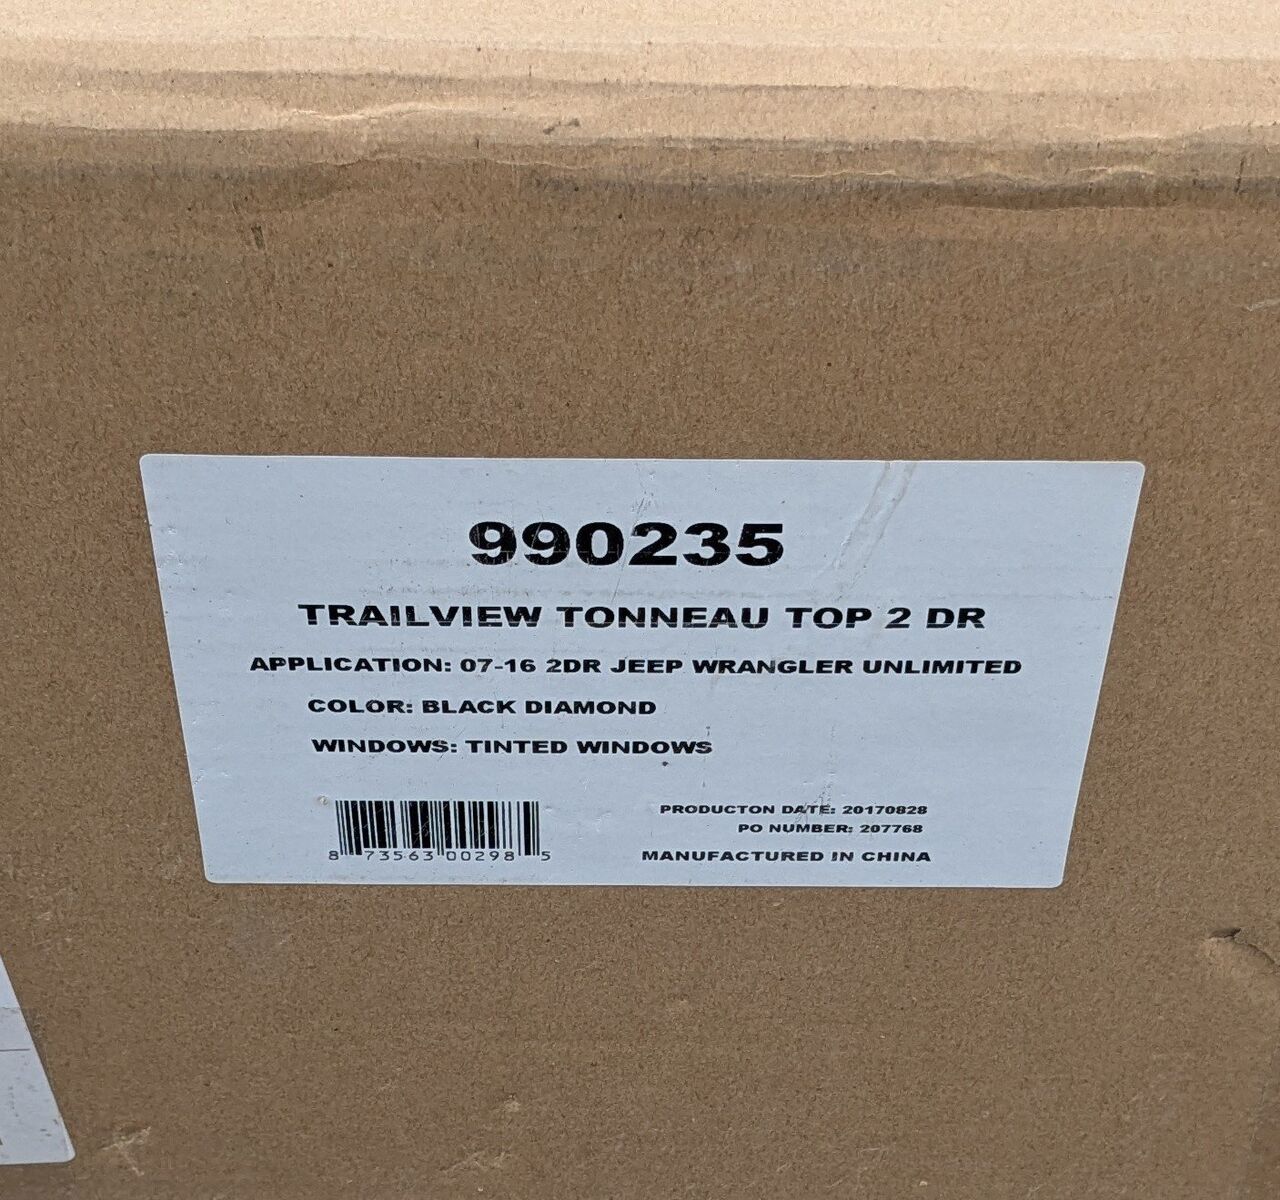 990235
TRAILVIEW TONNEAU TOP 2 DR
APPLICATION: 07-16 2DR JEEP WRANGLER UNLIMITED
COLOR: BLACK DIAMOND
WINDOWS: TINTED WINDOWS
PRODUCTON DATE: 20170828
PO NUMBER: 207768
MANUFACTURED IN CHINA
8 73563 00298 5